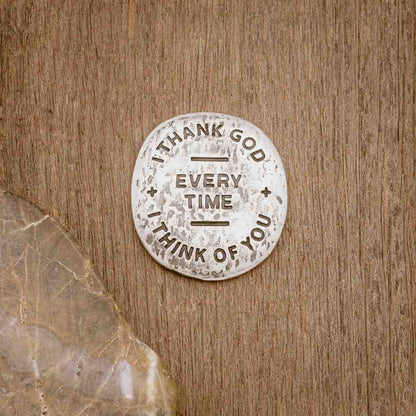 I THANK GOD
EVERY
TIME
I THINK OF YOU